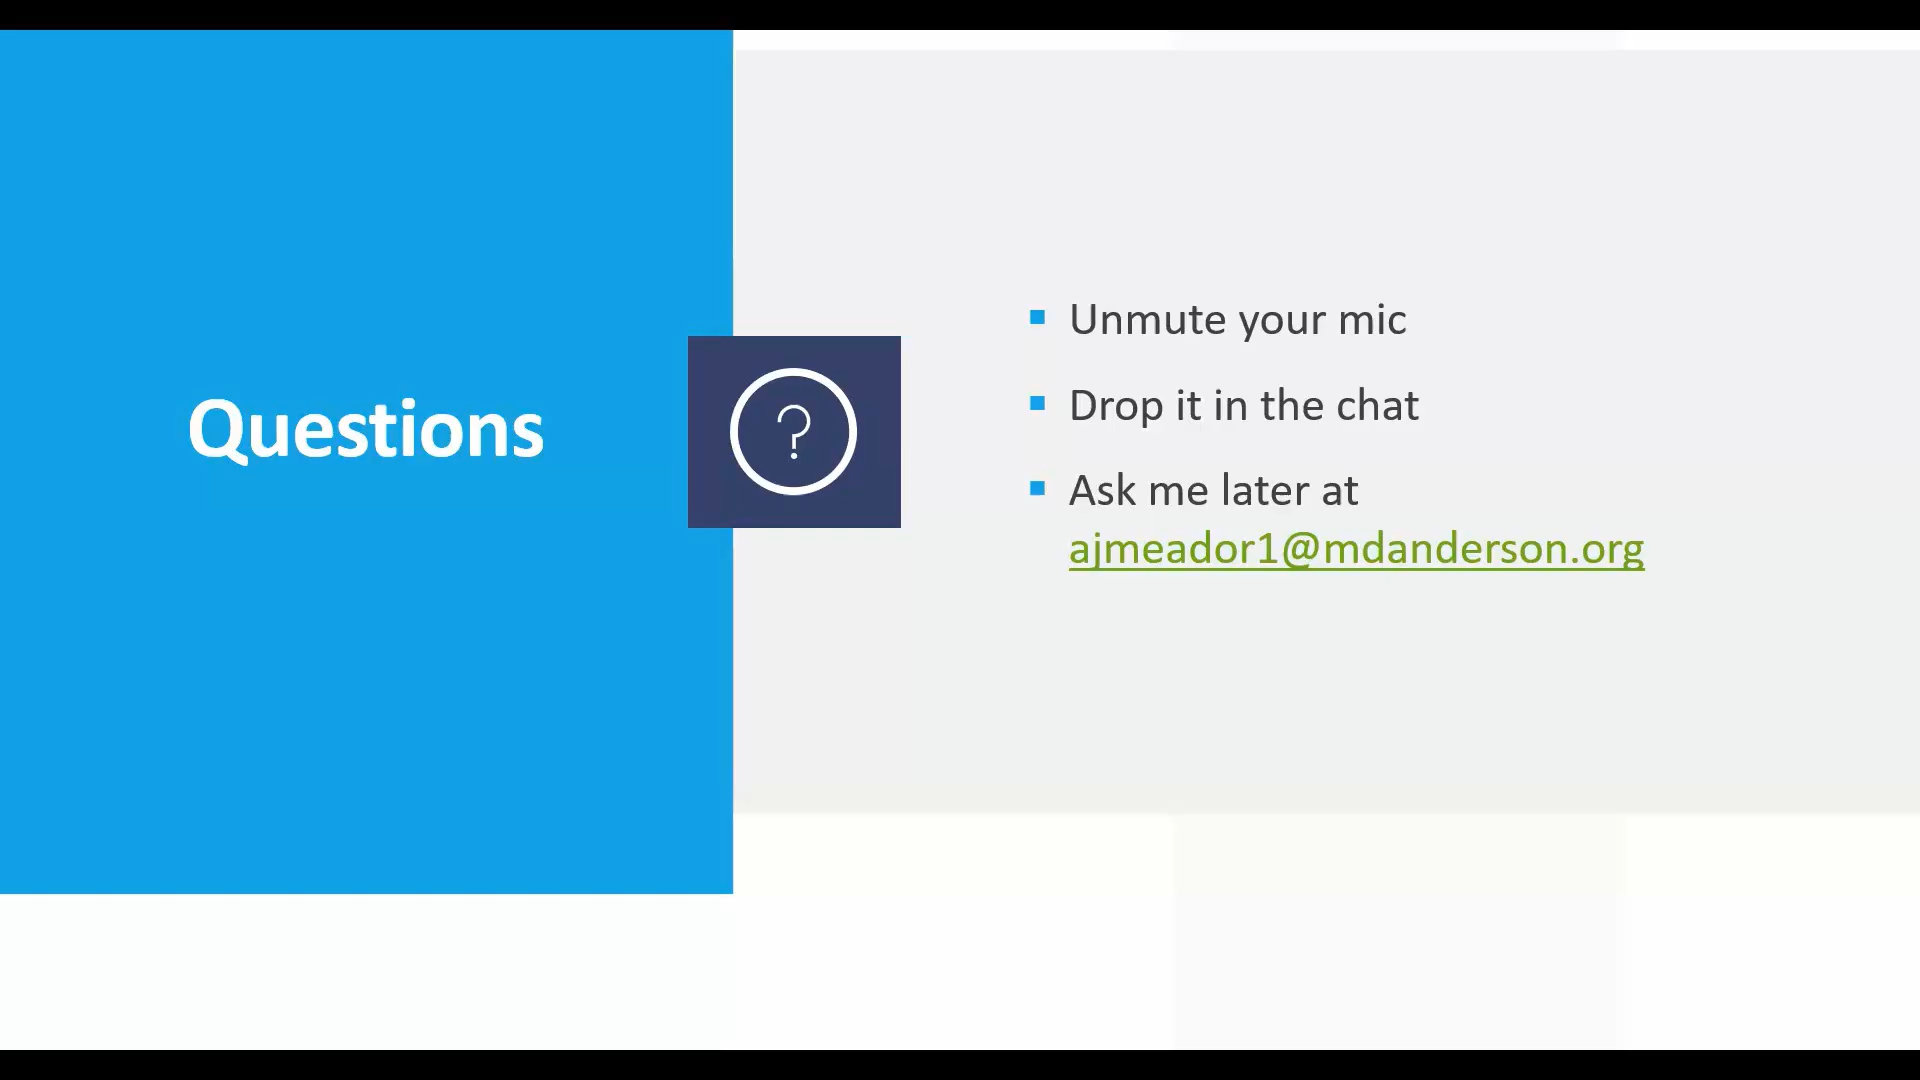 Questions
?
Unmute your mic
Drop it in the chat
Ask me later at
ajmeador1@mdanderson.org